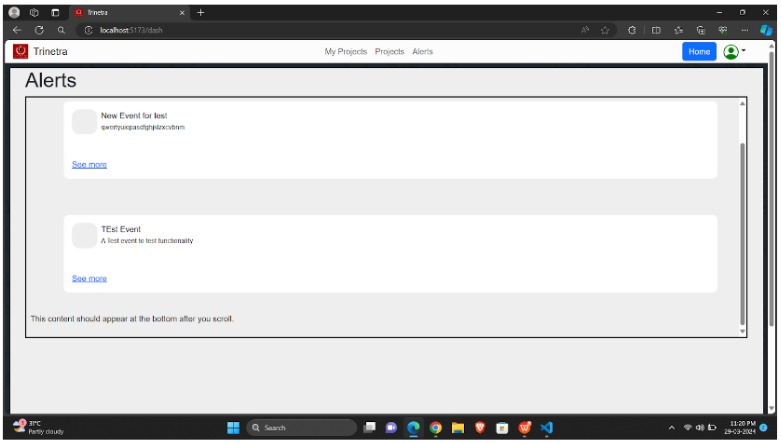 Trinetra
localhost:5173/dash
Trinetra
My Projects Projects Alerts
Home
Alerts
New Event for test
See more
TEst Event
A Test event to test functionality
See more
This content should appear at the bottom after you scroll.
31°C
Partly cloudy
Search
11:20 PM
29-03-2024